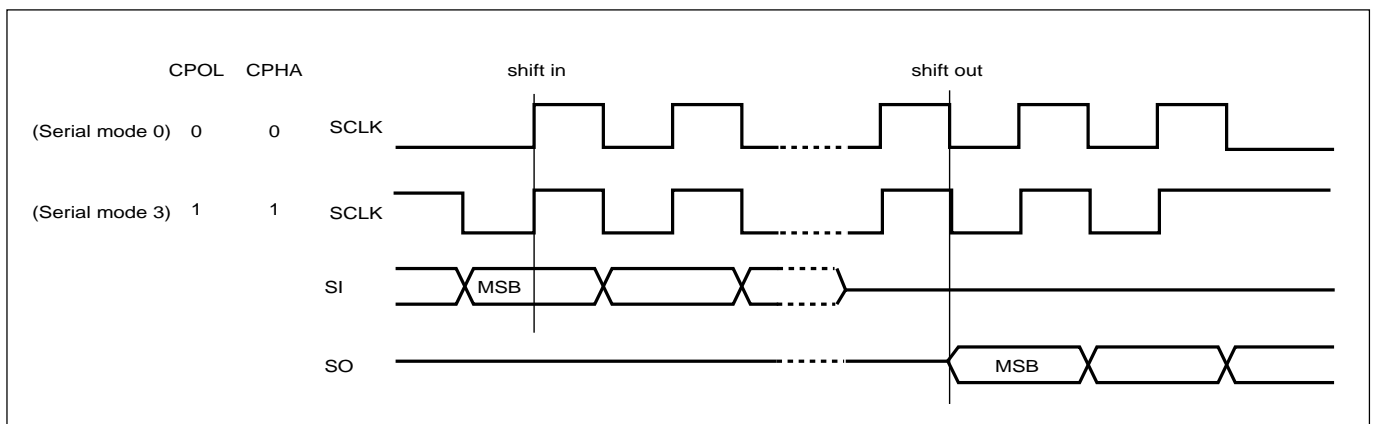 CPOL CPHA shift in shift out
(Serial mode 0) 0 0 SCLK
(Serial mode 3) 1 1 SCLK
SI MSB
SO MSB